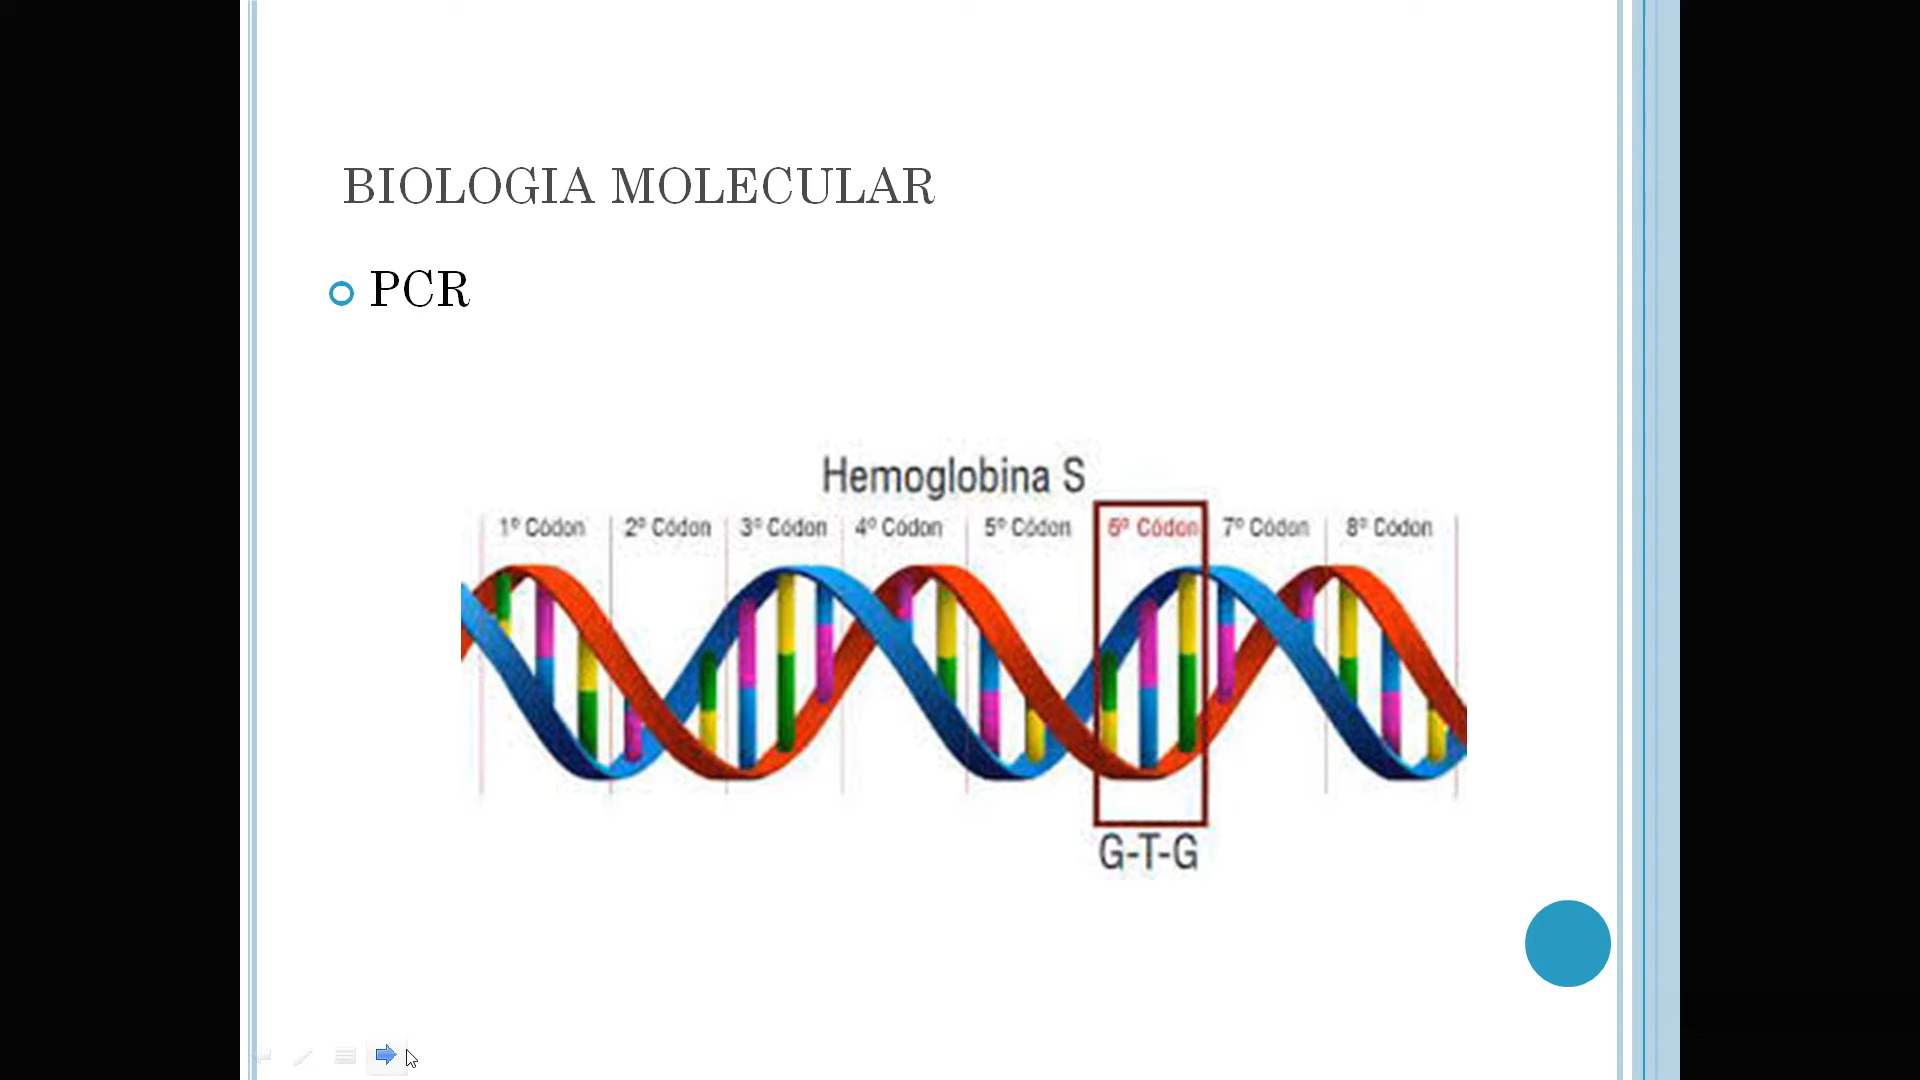 BIOLOGIA MOLECULAR
PCR
Hemoglobina S
1º Códon 2º Códon 3º Códon 4º Códon 5º Códon 6º Códon 7º Códon 8º Códon
G-T-G